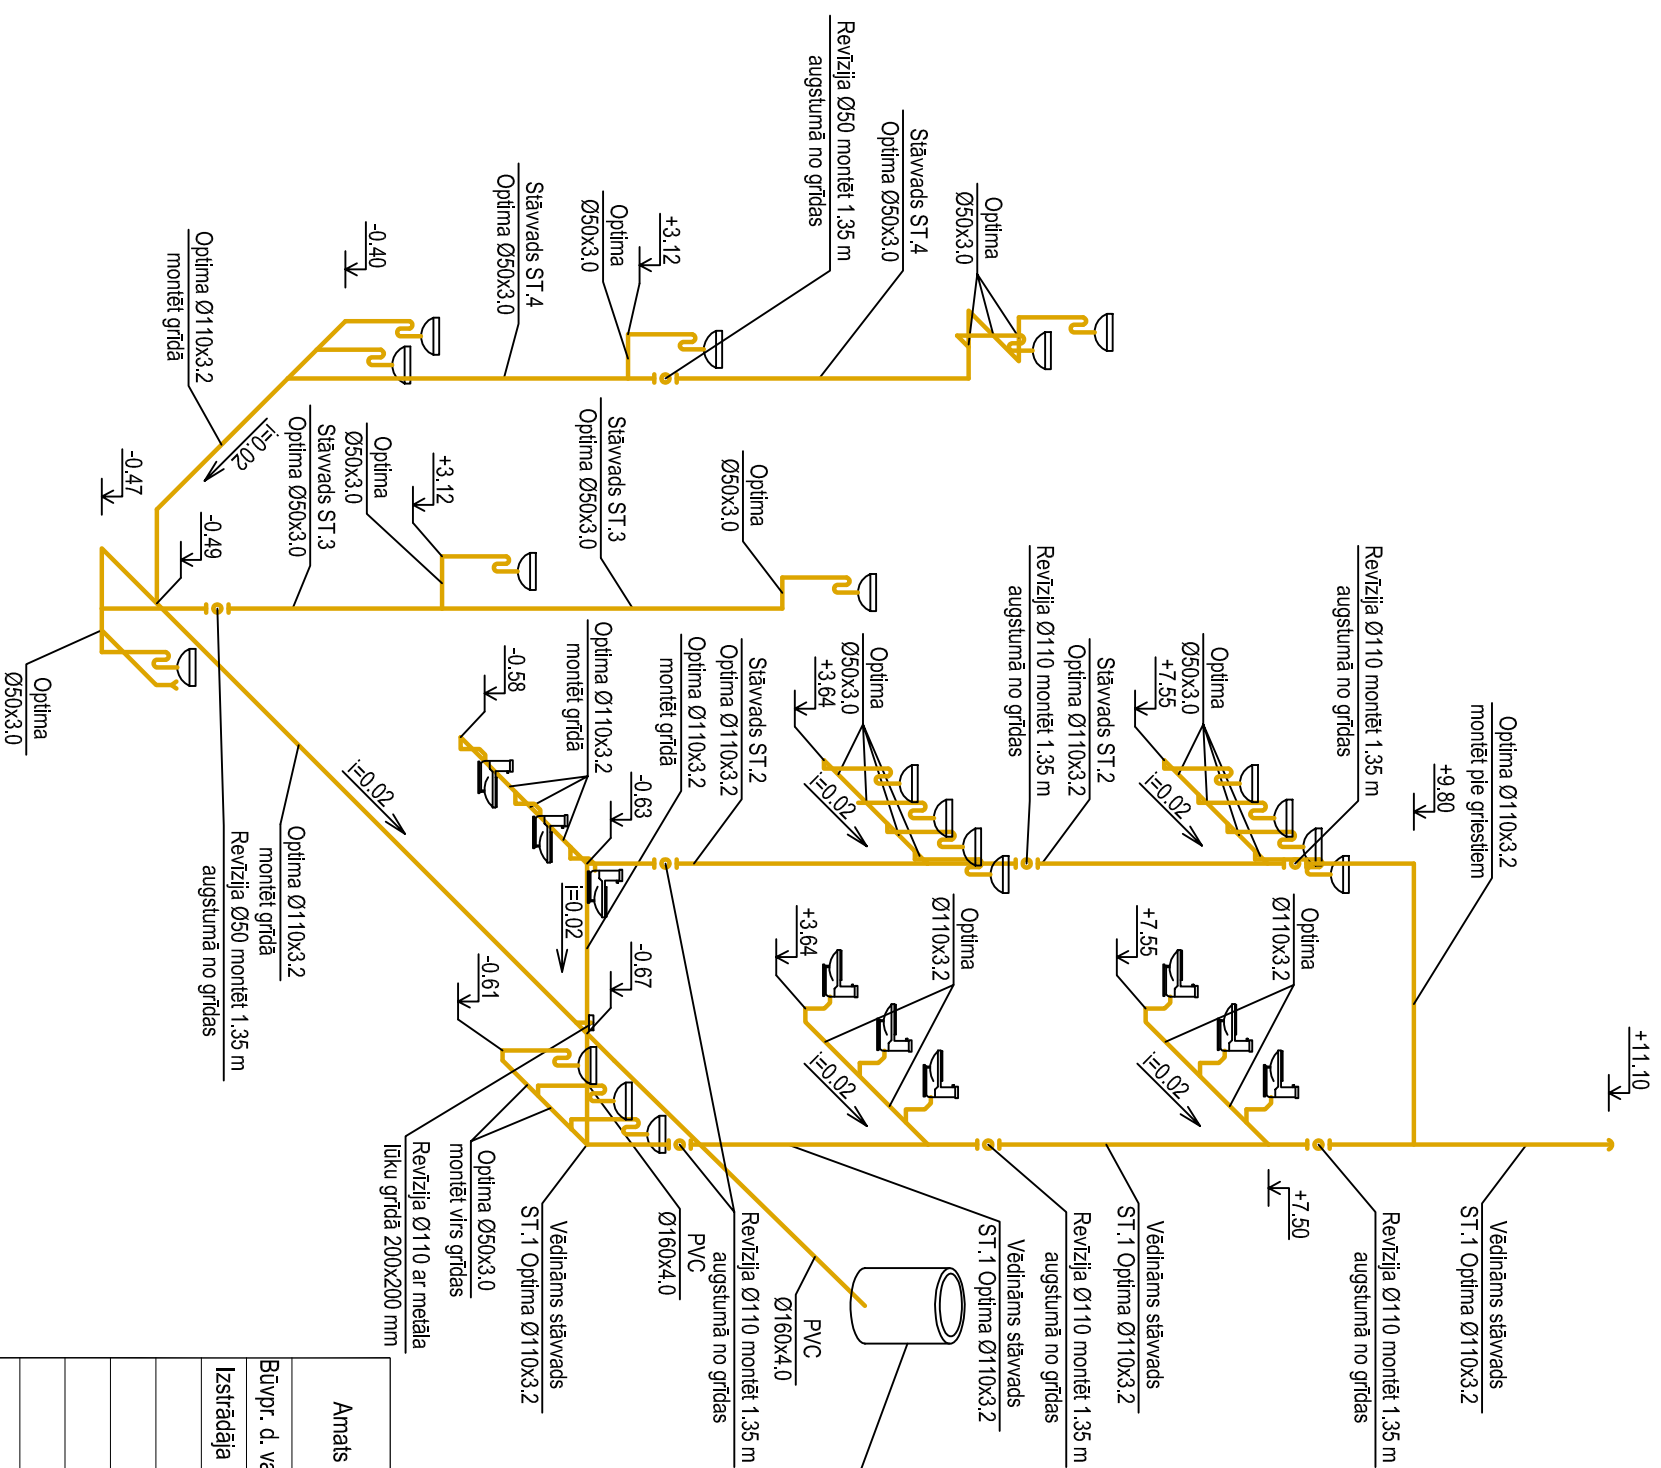 Revīzija Ø50 montēt 1.35 m
augstumā no grīdas
Stāvvads ST.4
Optima Ø50x3.0
Optima
Ø50x3.0
Stāvvads ST.4
Optima Ø50x3.0
Optima
Ø50x3.0
+3.12
-0.40
Optima Ø110x3.2
montēt grīdā
i=0.02
-0.47
-0.49
Stāvvads ST.3
Optima Ø50x3.0
Optima
Ø50x3.0
+3.12
Stāvvads ST.3
Optima Ø50x3.0
Optima
Ø50x3.0
Optima
Ø50x3.0
Revīzija Ø50 montēt 1.35 m
augstumā no grīdas
Optima Ø110x3.2
montēt grīdā
i=0.02
-0.58
Optima Ø110x3.2
montēt grīdā
-0.63
Optima Ø110x3.2
montēt grīdā
Stāvvads ST.2
Optima Ø110x3.2
i=0.02
Optima
Ø50x3.0
+3.64
i=0.02
Revīzija Ø110 montēt 1.35 m
augstumā no grīdas
Stāvvads ST.2
Optima Ø110x3.2
Optima
Ø50x3.0
+7.55
i=0.02
Revīzija Ø110 montēt 1.35 m
augstumā no grīdas
+9.80
Optima Ø110x3.2
montēt pie griestiem
+11.10
Optima
Ø110x3.2
+7.55
i=0.02
Optima
Ø110x3.2
+3.64
i=0.02
-0.67
-0.61
Revīzija Ø110 ar metāla
lūku grīdā 200x200 mm
Optima Ø50x3.0
montēt virs grīdas
Vēdināms stāvvads
ST.1 Optima Ø110x3.2
PVC
Ø160x4.0
Revīzija Ø110 montēt 1.35 m
augstumā no grīdas
PVC
Ø160x4.0
Vēdināms stāvvads
ST.1 Optima Ø110x3.2
Revīzija Ø110 montēt 1.35 m
augstumā no grīdas
Vēdināms stāvvads
ST.1 Optima Ø110x3.2
+7.50
Revīzija Ø110 montēt 1.35 m
augstumā no grīdas
Vēdināms stāvvads
ST.1 Optima Ø110x3.2
Amats
Būvpr. d. va
Izstrādāja